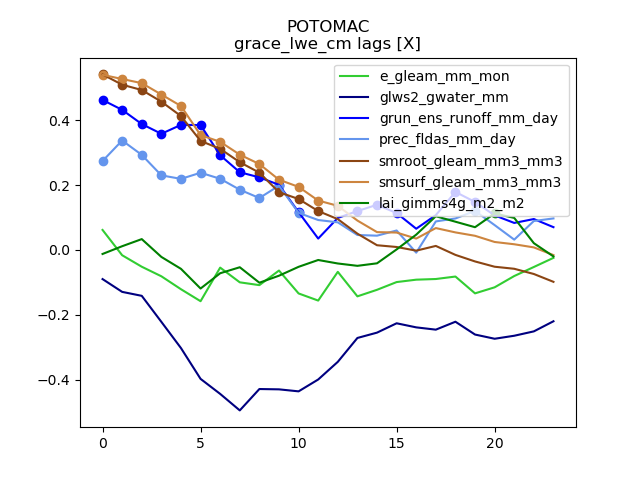 POTOMAC
grace_lwe_cm lags [X]
e_gleam_mm_mon
glws2_gwater_mm
grun_ens_runoff_mm_day
prec_fldas_mm_day
smroot_gleam_mm3_mm3
smsurf_gleam_mm3_mm3
lai_gimms4g_m2_m2
0.4
0.2
0.0
−0.2
−0.4
0 5 10 15 20